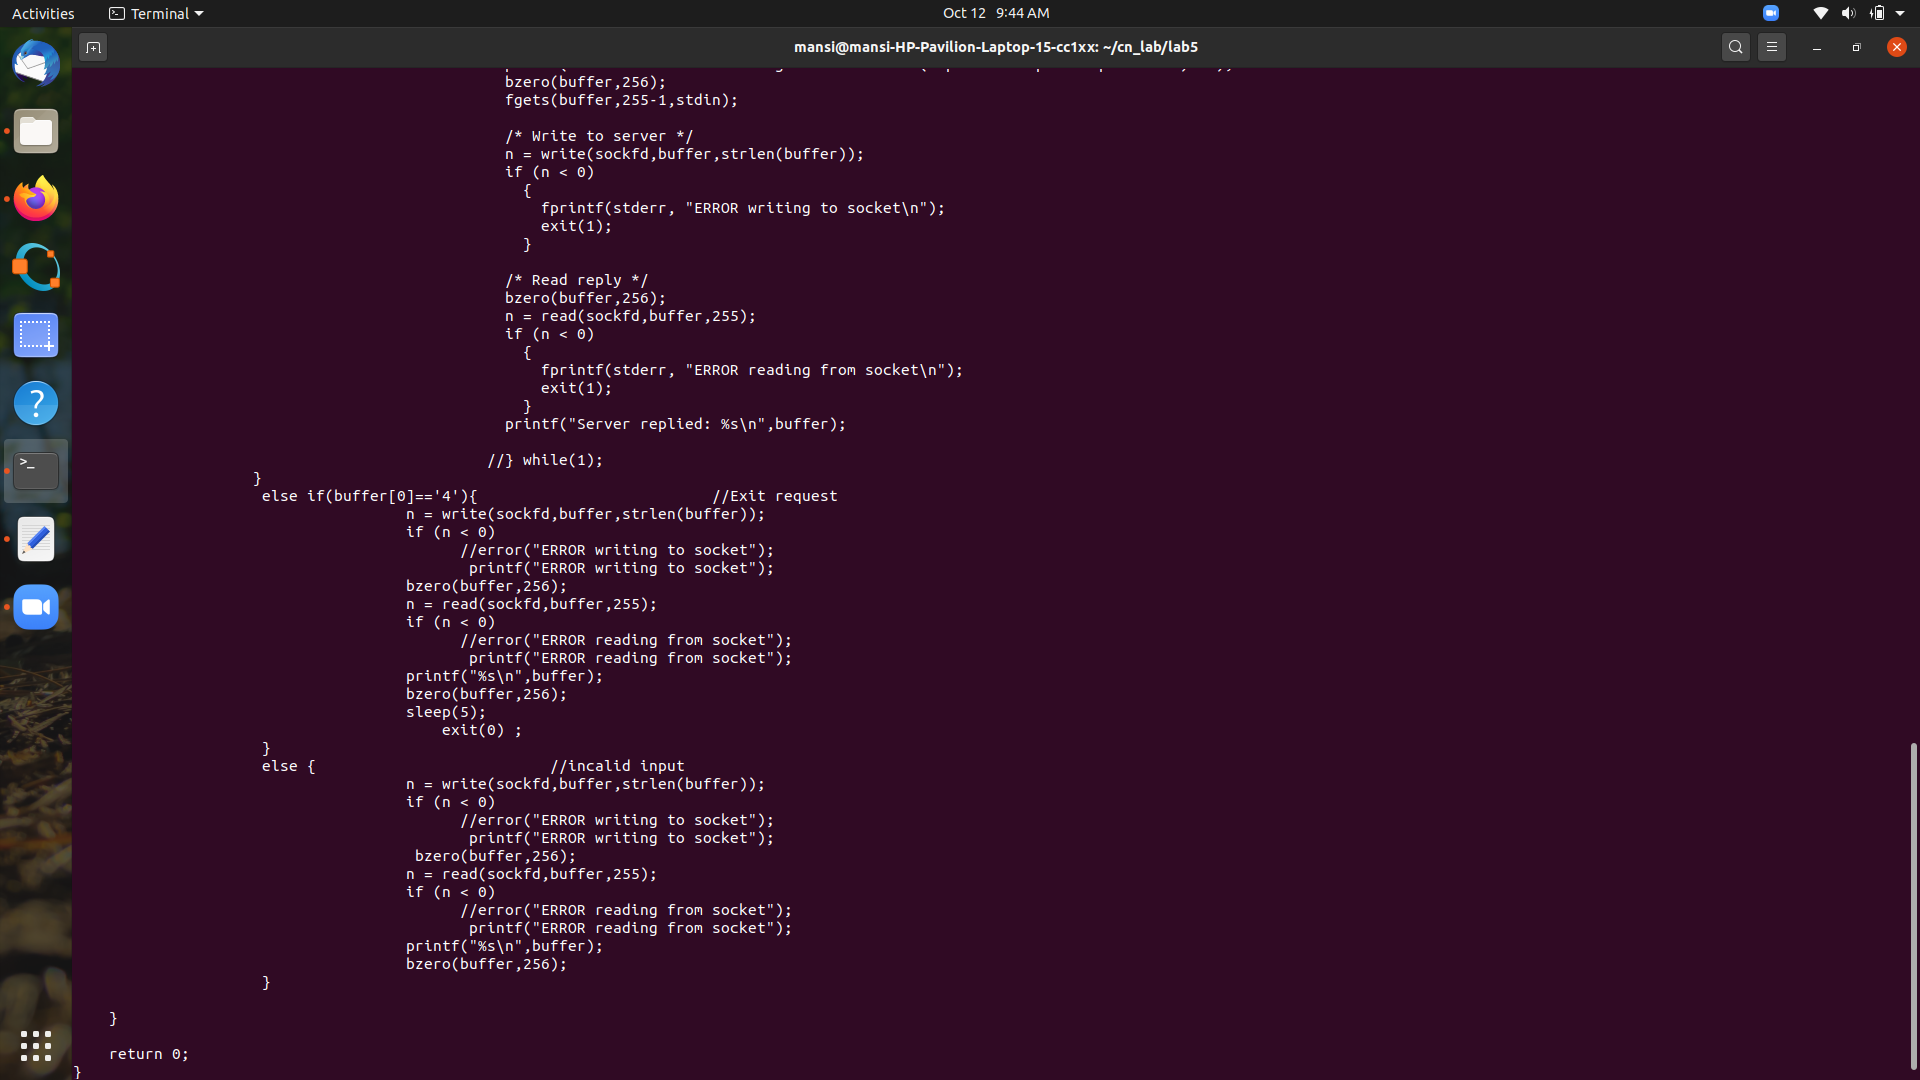 Activities
Terminal
Oct 12 9:44 AM
mansi@mansi-HP-Pavilion-Laptop-15-cc1xx: ~/cn_lab/lab5
bzero(buffer,256);
fgets(buffer,255-1,stdin);
/* Write to server */
n = write(sockfd,buffer,strlen(buffer));
if (n < 0)
{
fprintf(stderr, "ERROR writing to socket\n");
exit(1);
}
/* Read reply */
bzero(buffer,256);
n = read(sockfd,buffer,255);
if (n < 0)
{
fprintf(stderr, "ERROR reading from socket\n");
exit(1);
}
printf("Server replied: %s\n",buffer);
//} while(1);
}
else if(buffer[0]=='4'){ //Exit request
n = write(sockfd,buffer,strlen(buffer));
if (n < 0)
//error("ERROR writing to socket");
printf("ERROR writing to socket");
bzero(buffer,256);
n = read(sockfd,buffer,255);
if (n < 0)
//error("ERROR reading from socket");
printf("ERROR reading from socket");
printf("%s\n",buffer);
bzero(buffer,256);
sleep(5);
exit(0) ;
}
else { //incalid input
n = write(sockfd,buffer,strlen(buffer));
if (n < 0)
//error("ERROR writing to socket");
printf("ERROR writing to socket");
bzero(buffer,256);
n = read(sockfd,buffer,255);
if (n < 0)
//error("ERROR reading from socket");
printf("ERROR reading from socket");
printf("%s\n",buffer);
bzero(buffer,256);
}
}
return 0;
}